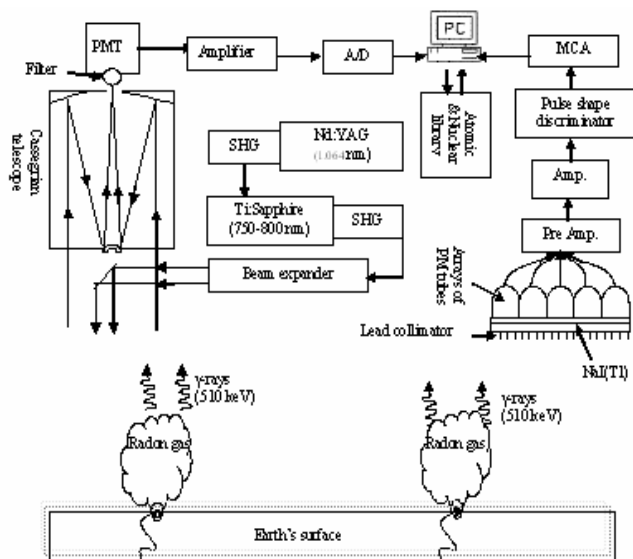 PMT
Amplifier
A/D
PC
MCA
Filter
Cassegrain
telescope
SHG
Nd:YAG
(1.064nm)
Atomic
& Nuclear
library
Pulse shape
discriminator
Ti:Sapphire
(750-800nm)
SHG
Amp.
Beam expander
Pre Amp.
Arrays of
PM tubes
Lead collimator
NaI(Tl)
γ-rays
(510 keV)
Radon gas
γ-rays
(510 keV)
Radon gas
Earth's surface